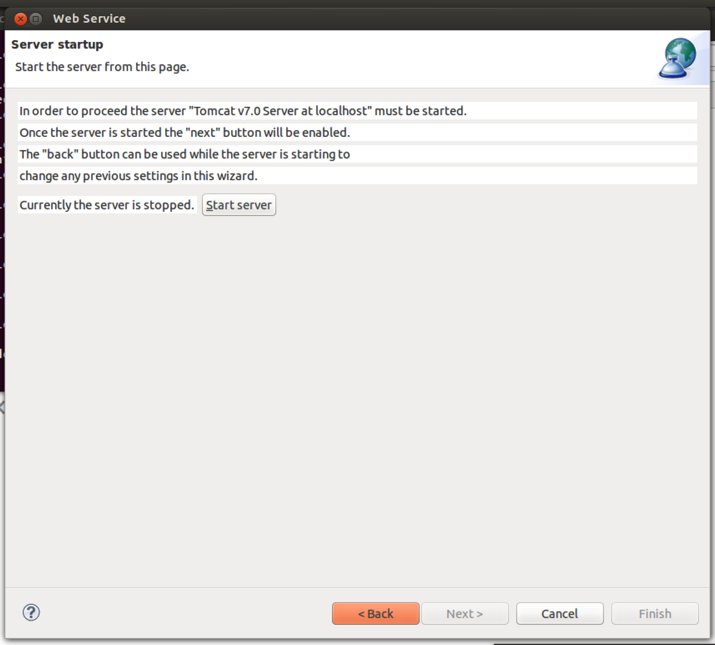 Web Service
Server startup
Start the server from this page.
In order to proceed the server "Tomcat v7.0 Server at localhost" must be started.
Once the server is started the "next" button will be enabled.
The "back" button can be used while the server is starting to
change any previous settings in this wizard.
Currently the server is stopped. Start server
? < Back Next > Cancel Finish